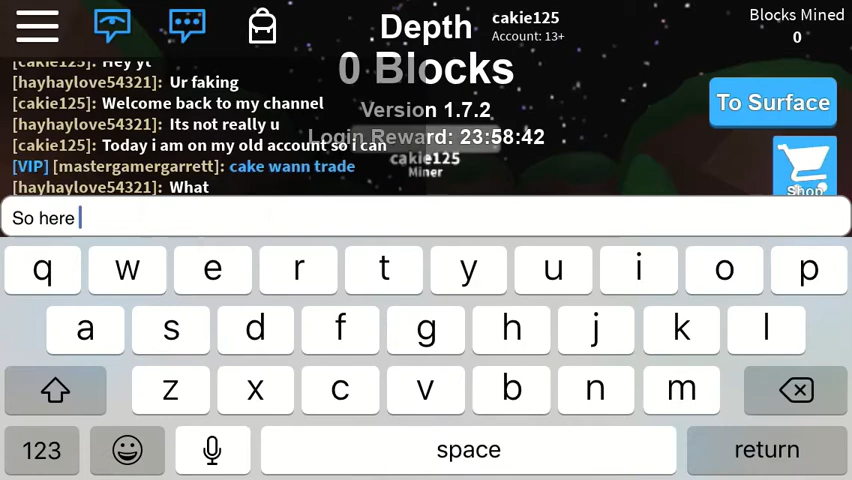 Depth
0 Blocks
Version 1.7.2
Login Reward: 23:58:42
cakie125
Account: 13+
Blocks Mined
0
To Surface
Shop
[cakie125]: Hey yt
[hayhaylove54321]: Ur faking
[cakie125]: Welcome back to my channel
[hayhaylove54321]: Its not really u
[cakie125]: Today i am on my old account so i can
[VIP] [mastergamergarrett]: cake wann trade
[hayhaylove54321]: What
cakie125
Miner
So here
q w e r t y u i o p
a s d f g h j k l
z x c v b n m
123 space return